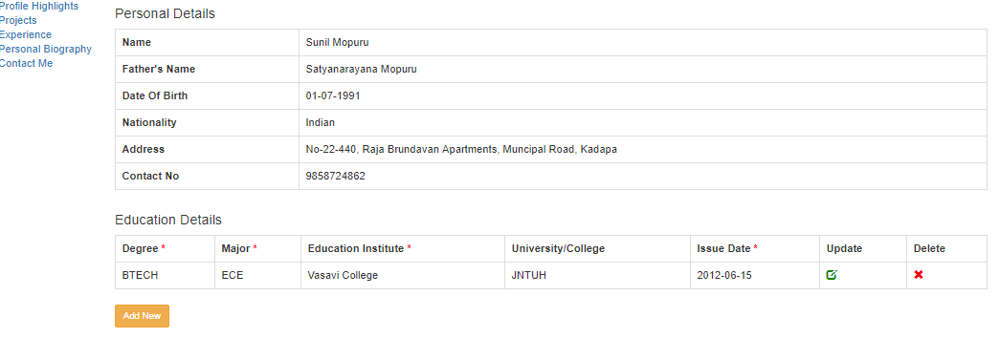 Profile Highlights
Projects
Experience
Personal Biography
Contact Me
Personal Details
Name Sunil Mopuru
Father's Name Satyanarayana Mopuru
Date Of Birth 01-07-1991
Nationality Indian
Address No-22-440, Raja Brundavan Apartments, Muncipal Road, Kadapa
Contact No 9858724862
Education Details
Degree * Major * Education Institute * University/College Issue Date * Update Delete
BTECH ECE Vasavi College JNTUH 2012-06-15
Add New